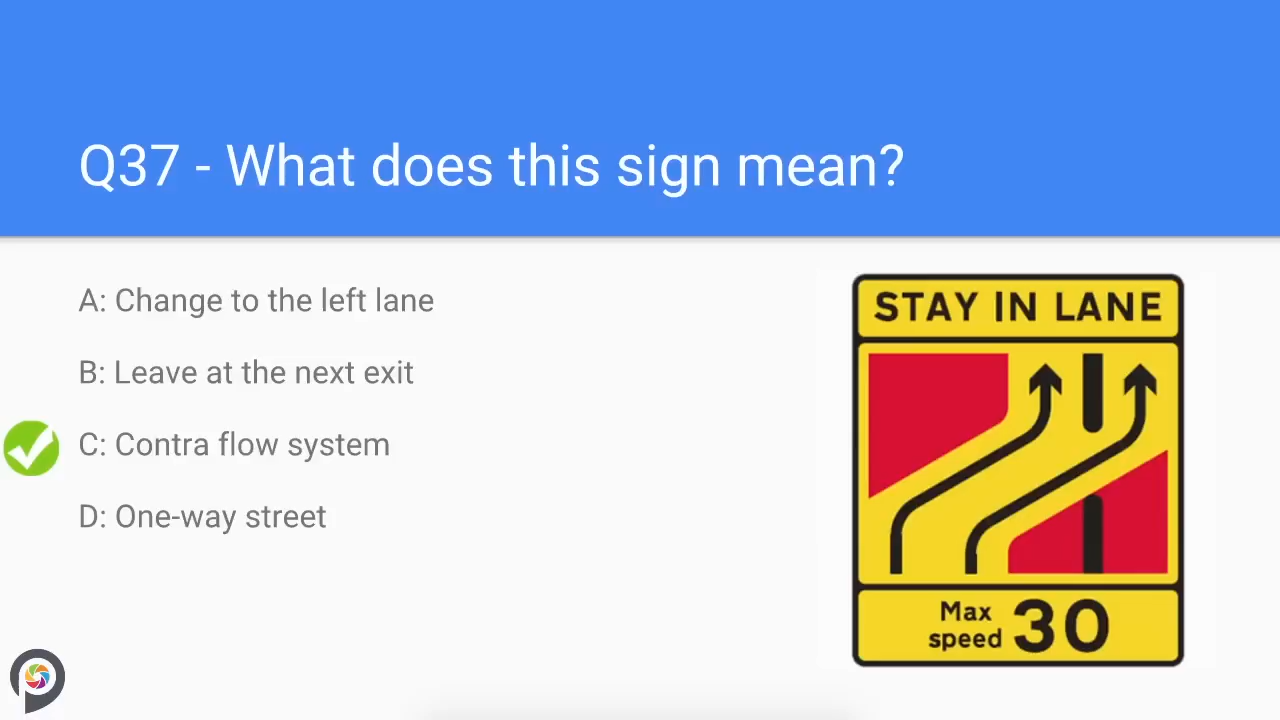 Q37 - What does this sign mean?
A: Change to the left lane
B: Leave at the next exit
C: Contra flow system
D: One-way street
STAY IN LANE
Max speed 30